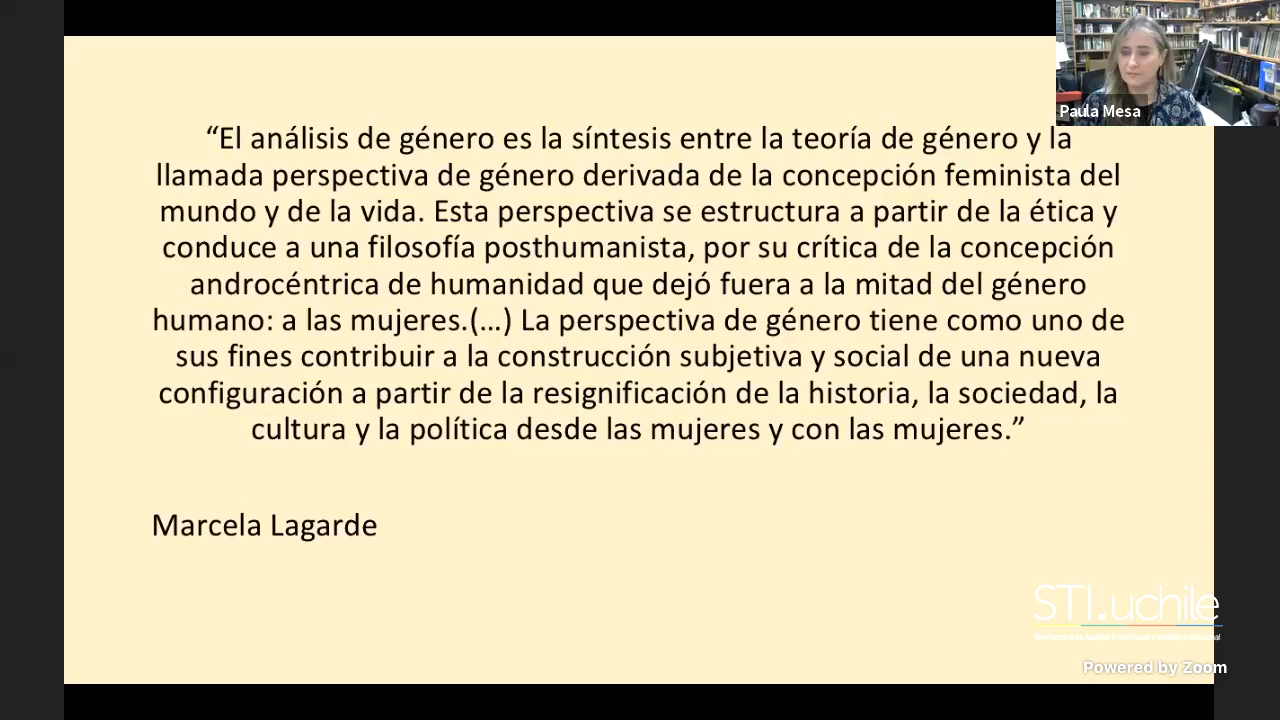 Paula Mesa
“El análisis de género es la síntesis entre la teoría de género y la
llamada perspectiva de género derivada de la concepción feminista del
mundo y de la vida. Esta perspectiva se estructura a partir de la ética y
conduce a una filosofía posthumanista, por su crítica de la concepción
androcéntrica de humanidad que dejó fuera a la mitad del género
humano: a las mujeres.(…) La perspectiva de género tiene como uno de
sus fines contribuir a la construcción subjetiva y social de una nueva
configuración a partir de la resignificación de la historia, la sociedad, la
cultura y la política desde las mujeres y con las mujeres.”
Marcela Lagarde
STI.uchile
Powered by Zoom